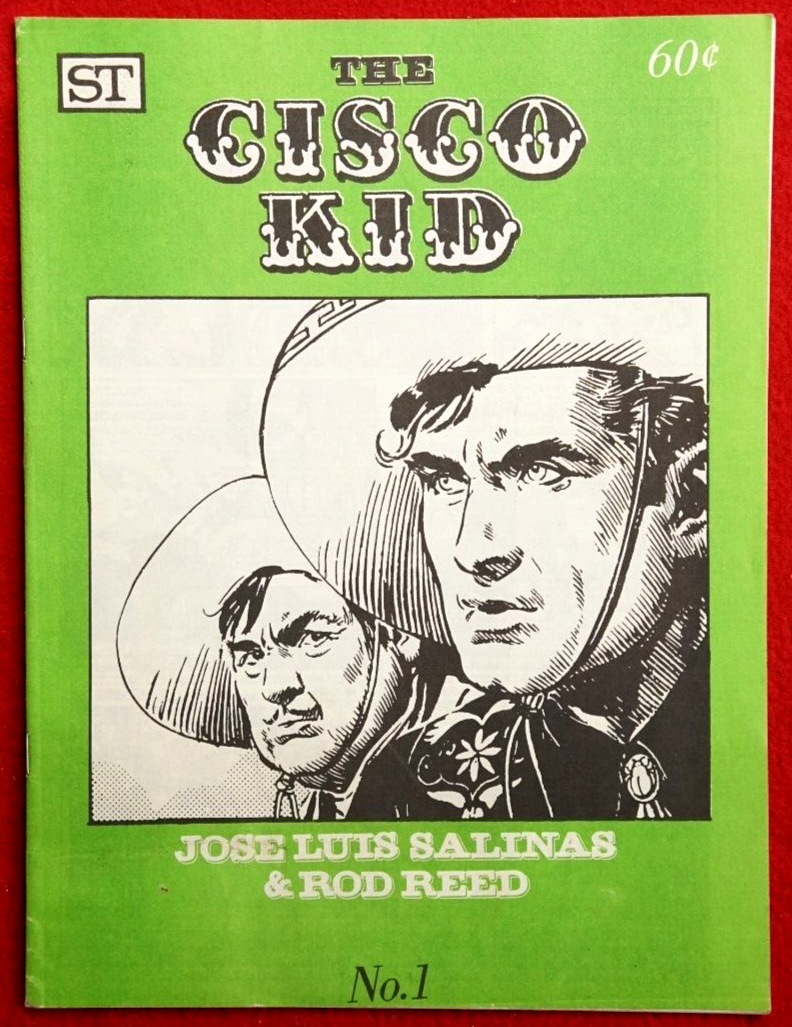 ST
THE
60¢
CISCO
KID
JOSE LUIS SALINAS
& ROD REED
No.1